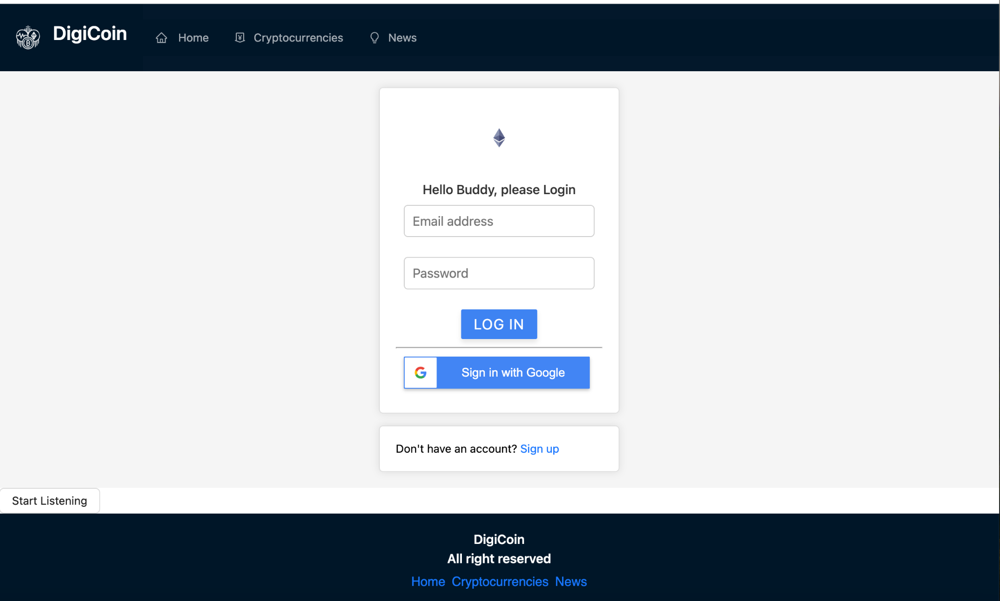 DigiCoin Home Cryptocurrencies News
Hello Buddy, please Login
Email address
Password
LOG IN
Sign in with Google
Don't have an account? Sign up
Start Listening
DigiCoin
All right reserved
Home Cryptocurrencies News